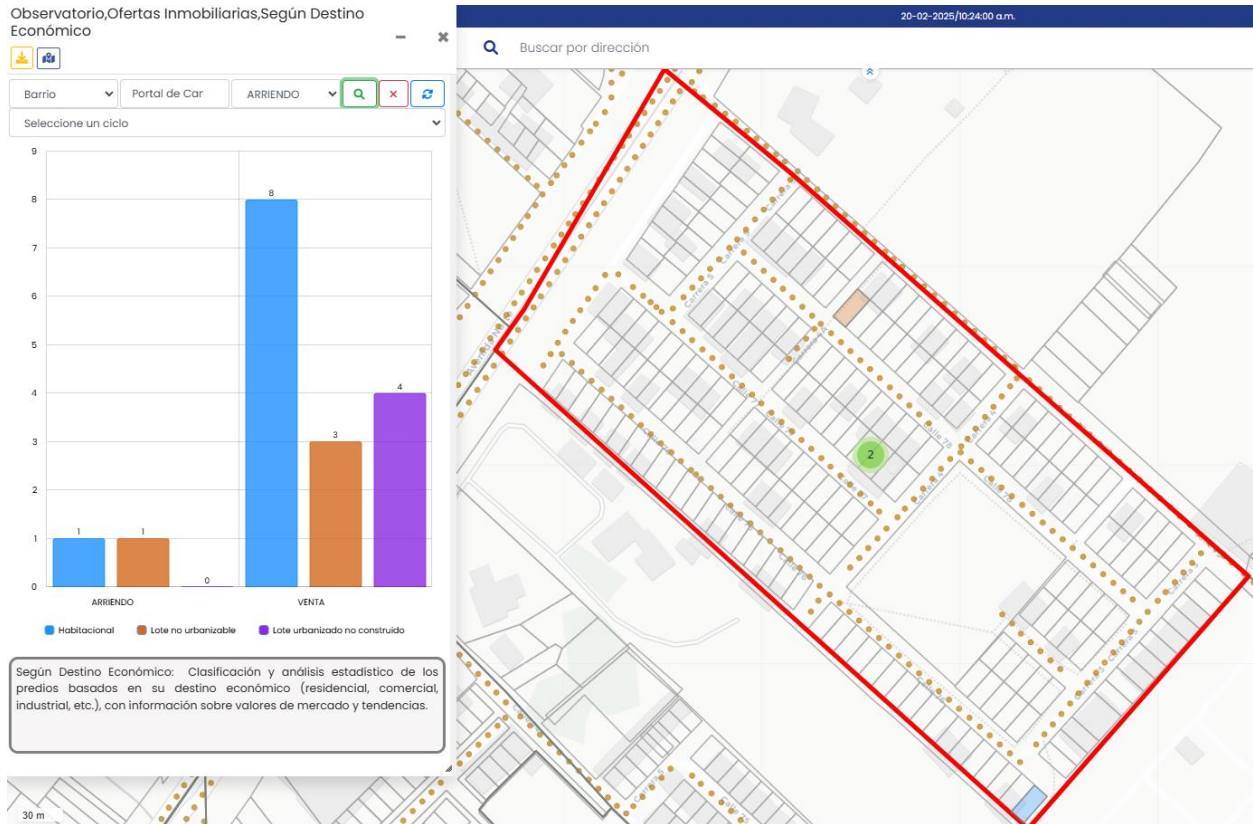 Observatorio,Ofertas Inmobiliarias,Según Destino
Económico
20-02-2025/10:24:00 a.m.
Buscar por dirección
Barrio
Portal de Car
ARRIENDO
Seleccione un ciclo
9
8
7
6
5
4
3
2
1
0
1
1
0
8
3
4
ARRIENDO
VENTA
Habitacional
Lote no urbanizable
Lote urbanizado no construido
Según Destino Económico: Clasificación y análisis estadístico de los
predios basados en su destino económico (residencial, comercial,
industrial, etc.), con información sobre valores de mercado y tendencias.
Carrera 5
Calle 78
2
30 m